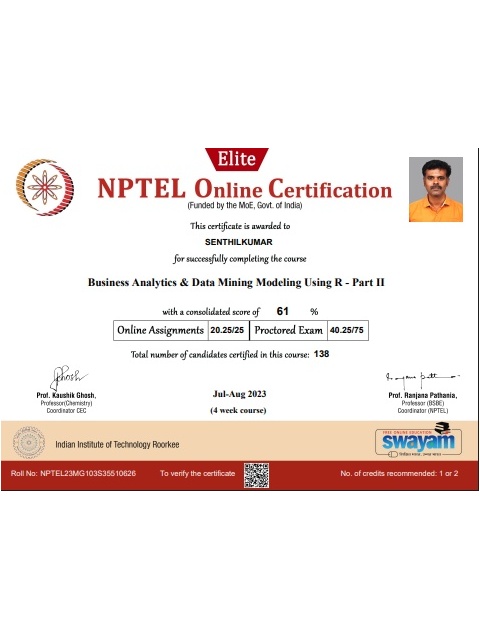 Elite
NPTEL Online Certification
(Funded by the MoE, Govt. of India)
This certificate is awarded to
SENTHILKUMAR
for successfully completing the course
Business Analytics & Data Mining Modeling Using R - Part II
with a consolidated score of 61 %
Online Assignments 20.25/25 Proctored Exam 40.25/75
Total number of candidates certified in this course: 138
Prof. Kaushik Ghosh,
Professor(Chemistry)
Coordinator CEC
Jul-Aug 2023
(4 week course)
Prof. Ranjana Pathania,
Professor (BSBE)
Coordinator (NPTEL)
Indian Institute of Technology Roorkee
FREE ONLINE EDUCATION
swayam
Roll No: NPTEL23MG103S35510626 To verify the certificate No. of credits recommended: 1 or 2